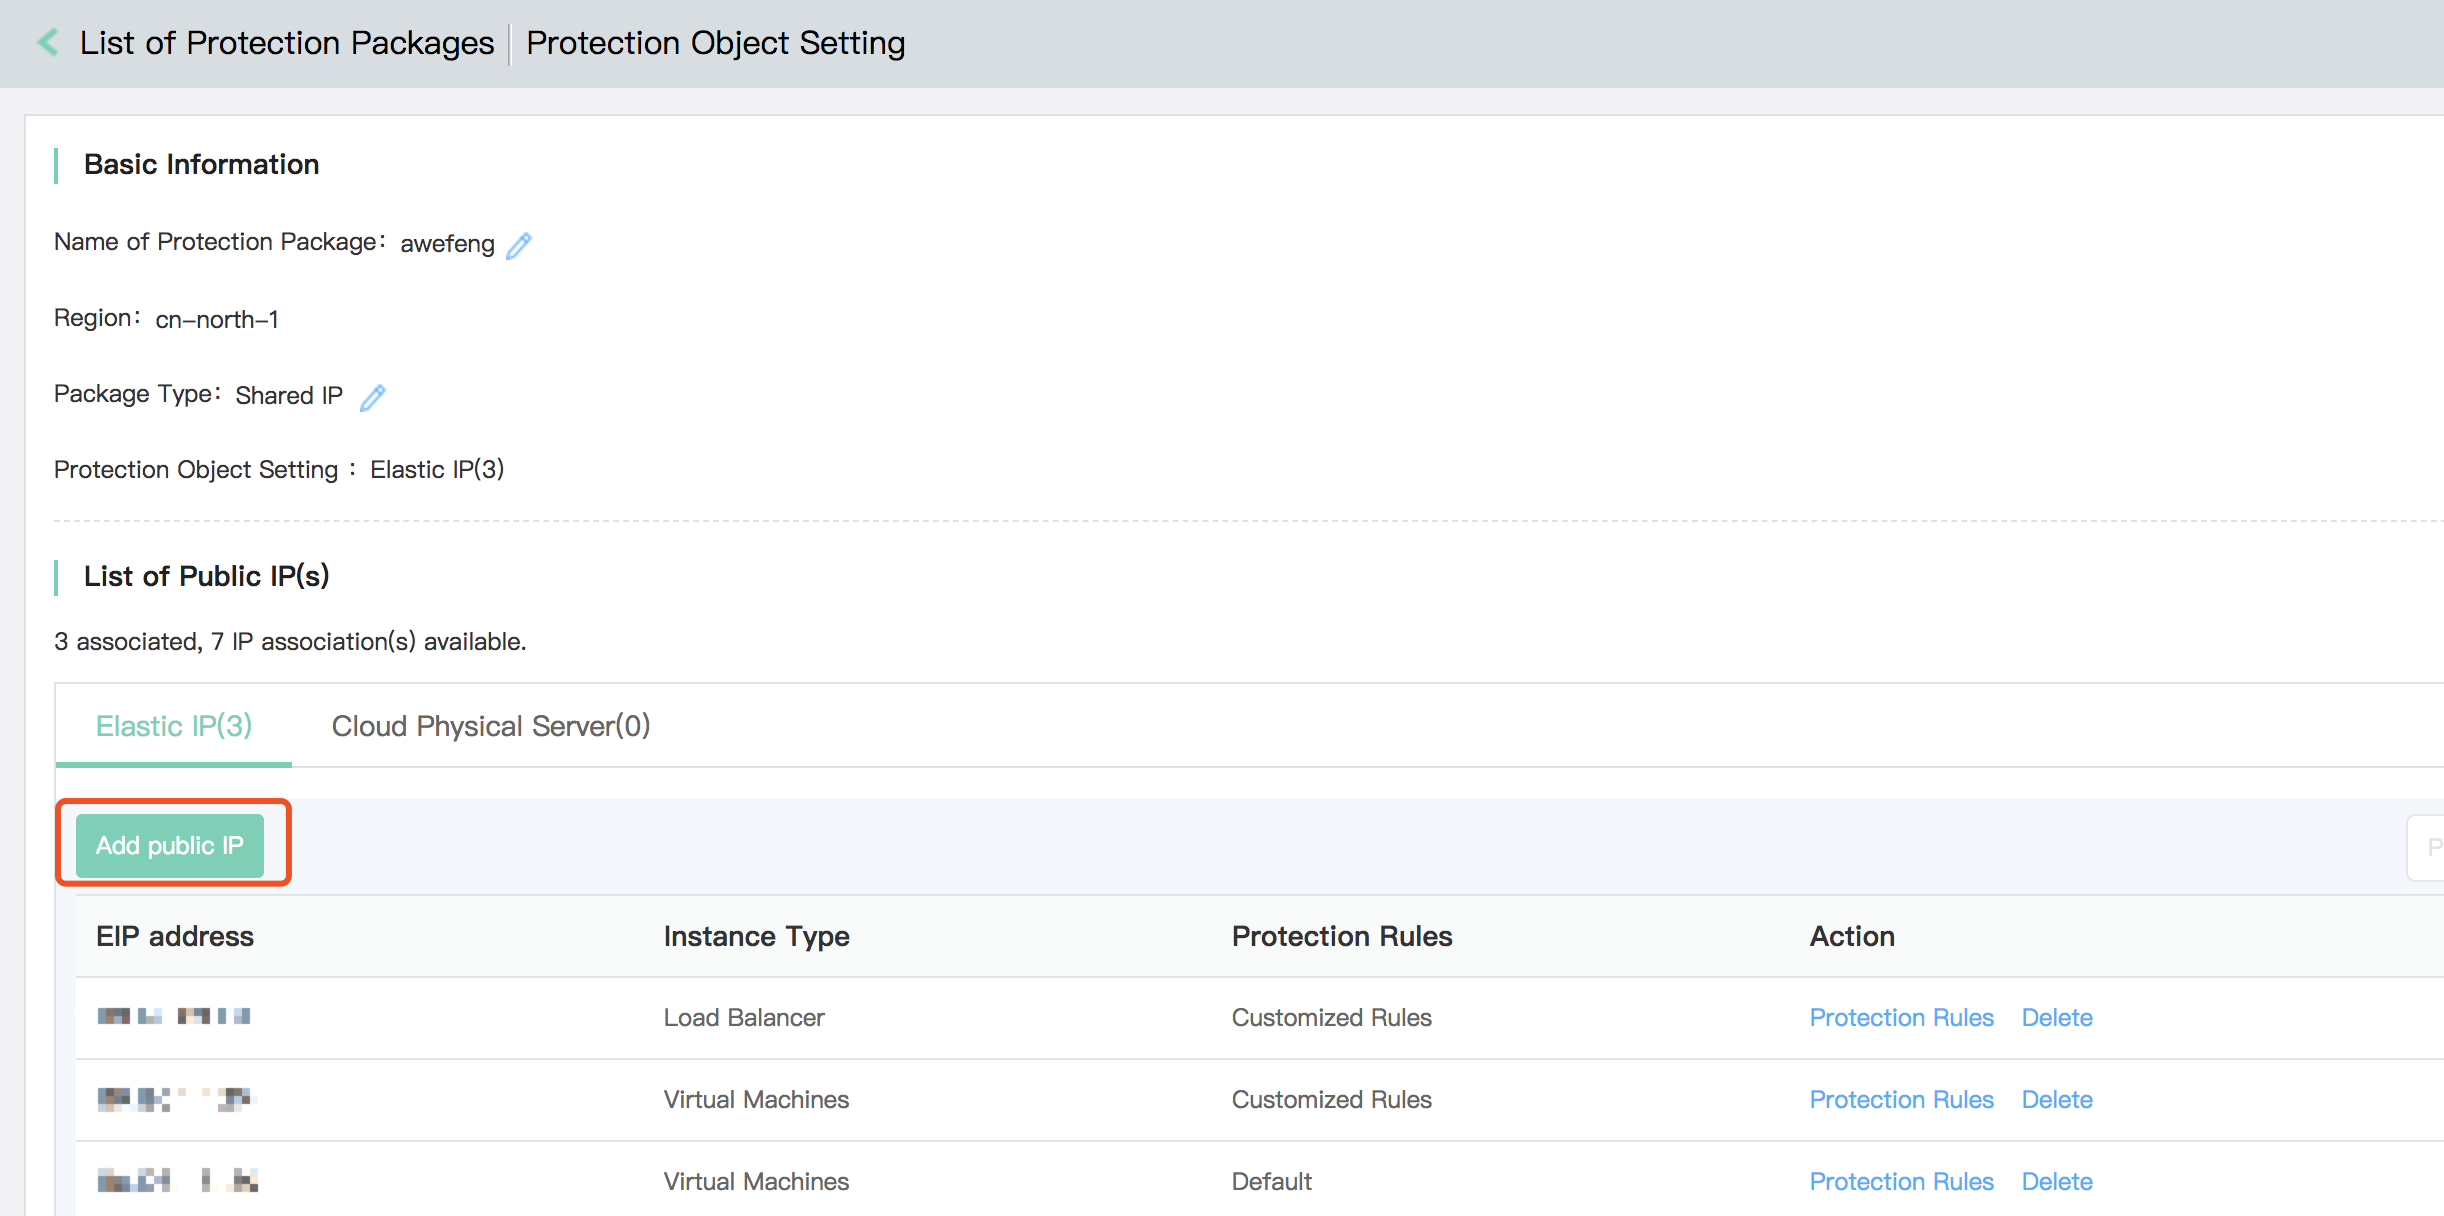 List of Protection Packages | Protection Object Setting
Basic Information
Name of Protection Package： awefeng
Region： cn-north-1
Package Type： Shared IP
Protection Object Setting： Elastic IP(3)
List of Public IP(s)
3 associated, 7 IP association(s) available.
Elastic IP(3) Cloud Physical Server(0)
Add public IP
EIP address Instance Type Protection Rules Action
Load Balancer Customized Rules Protection Rules Delete
Virtual Machines Customized Rules Protection Rules Delete
Virtual Machines Default Protection Rules Delete